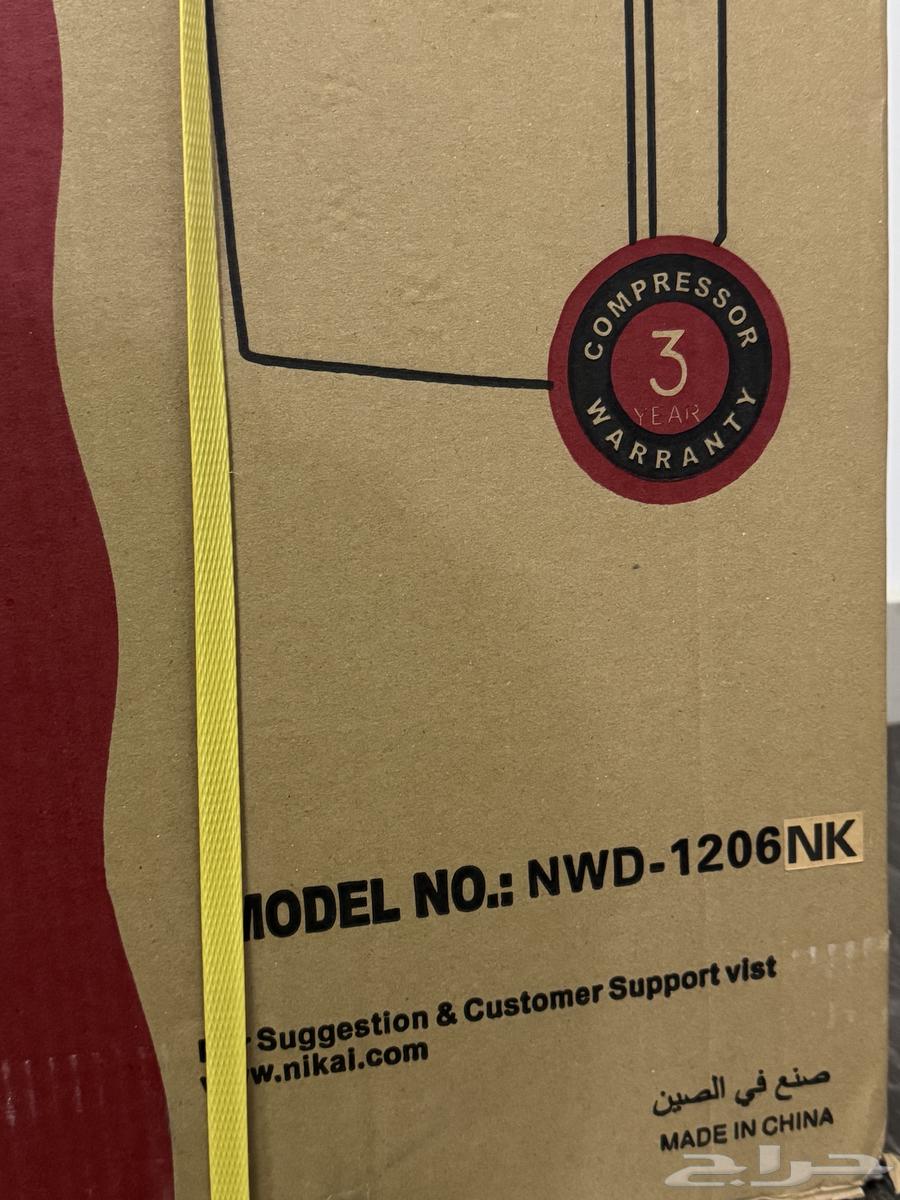 COMPRESSOR
3
YEAR
WARRANTY
MODEL NO.: NWD-1206NK
Suggestion & Customer Support vist
w.nikai.com
صنع في الصين
MADE IN CHINA
حراج